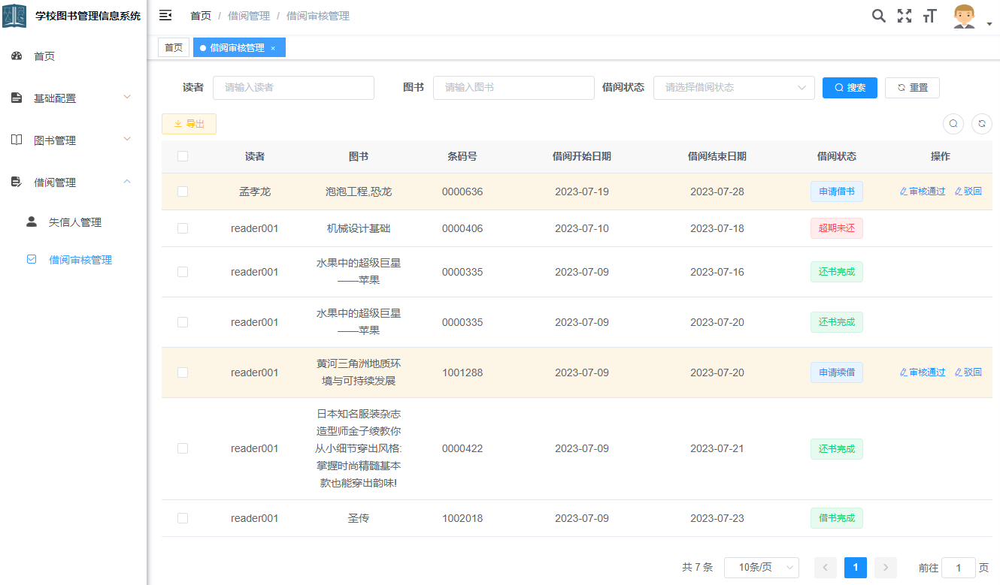 学校图书管理信息系统
首页 / 借阅管理 / 借阅审核管理
首页
借阅审核管理 ×
首页
基础配置
图书管理
借阅管理
失信人管理
借阅审核管理
读者 请输入读者 图书 请输入图书 借阅状态 请选择借阅状态 搜索 重置
导出
读者 图书 条码号 借阅开始日期 借阅结束日期 借阅状态 操作
孟孝龙 泡泡工程,恐龙 0000636 2023-07-19 2023-07-28 申请借书 审核通过 驳回
reader001 机械设计基础 0000406 2023-07-10 2023-07-18 超期未还
水果中的超级巨星
reader001 ——苹果 0000335 2023-07-09 2023-07-16 还书完成
水果中的超级巨星
reader001 ——苹果 0000335 2023-07-09 2023-07-20 还书完成
黄河三角洲地质环
reader001 境与可持续发展 1001288 2023-07-09 2023-07-20 申请续借 审核通过 驳回
日本知名服装杂志
造型师金子绫教你
reader001 从小细节穿出风格: 0000422 2023-07-09 2023-07-21 还书完成
掌握时尚精髓基本
款也能穿出韵味!
reader001 圣传 1002018 2023-07-09 2023-07-23 借书完成
共 7 条 10条/页 1 前往 1 页